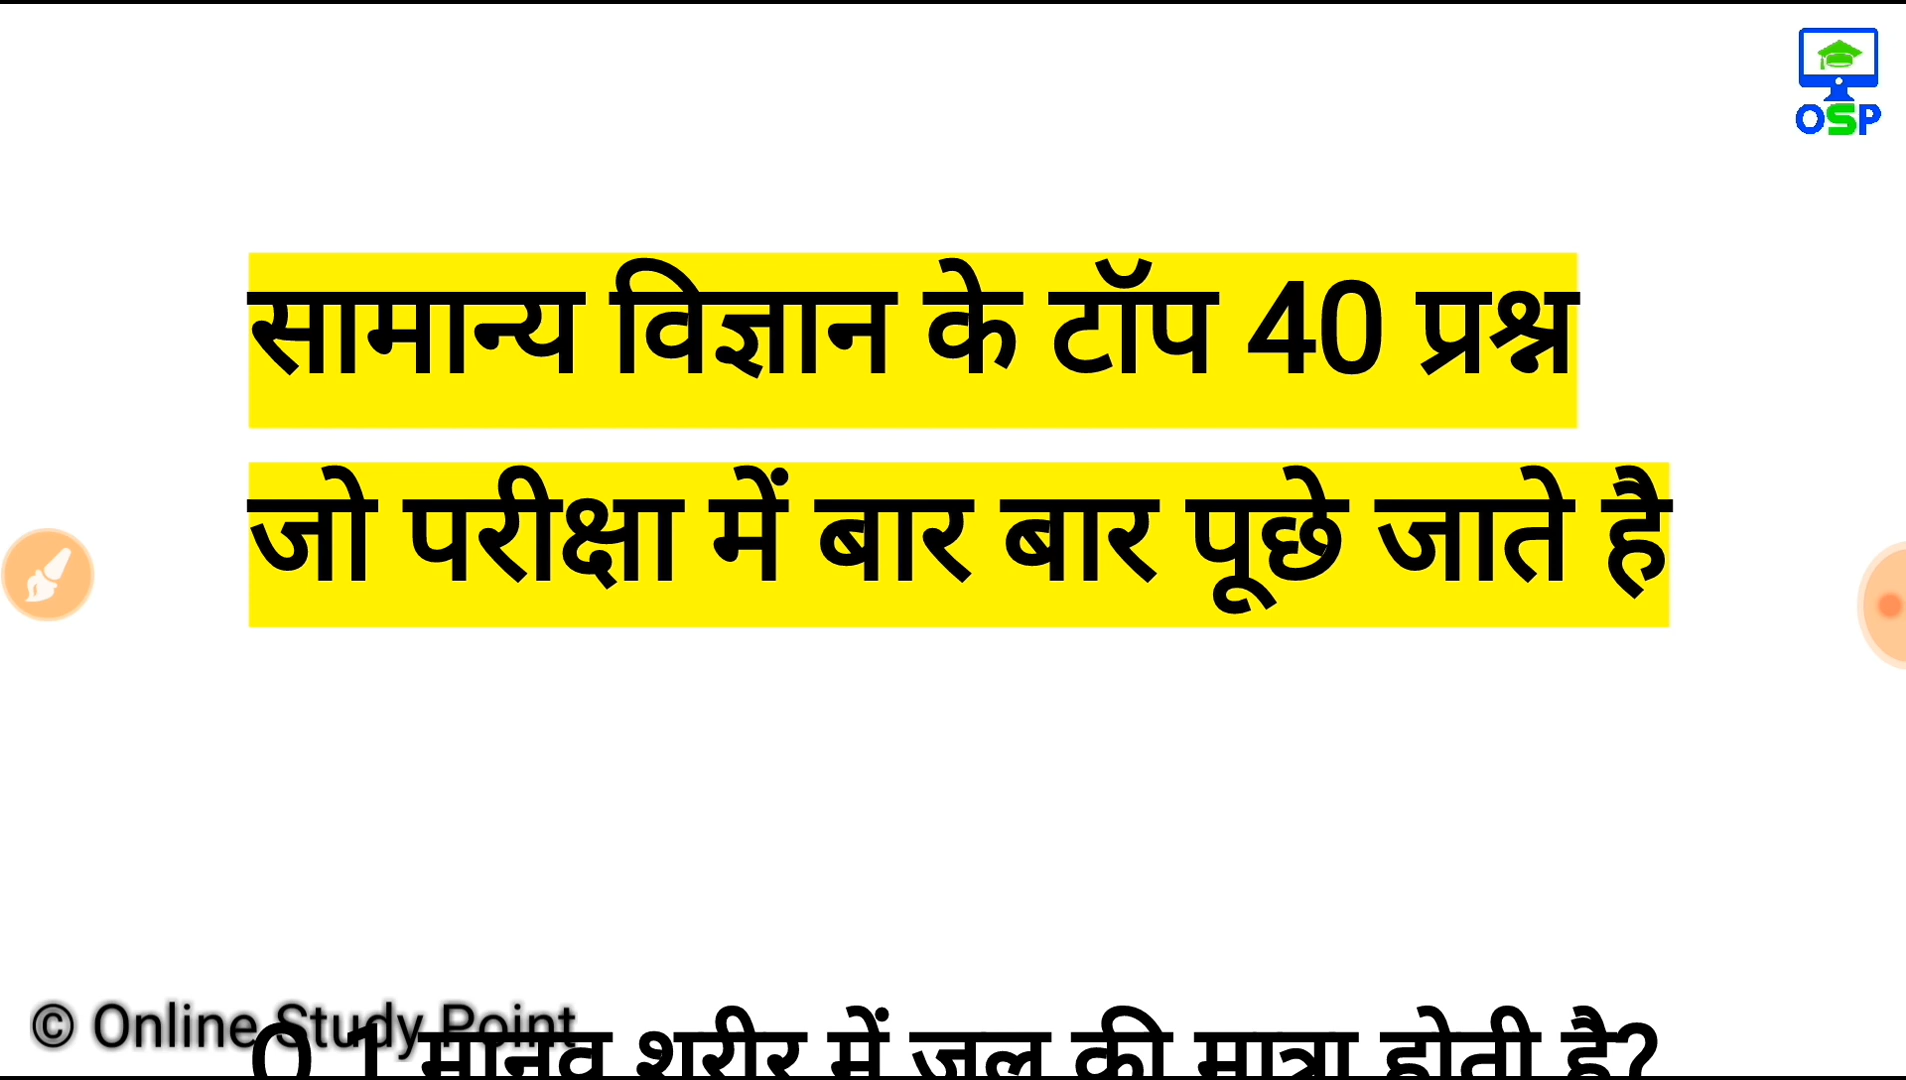 OSP
सामान्य विज्ञान के टॉप 40 प्रश्न
जो परीक्षा में बार बार पूछे जाते है
© Online Study Point
Q 1 मानव शरीर में जल की मात्रा होती है?